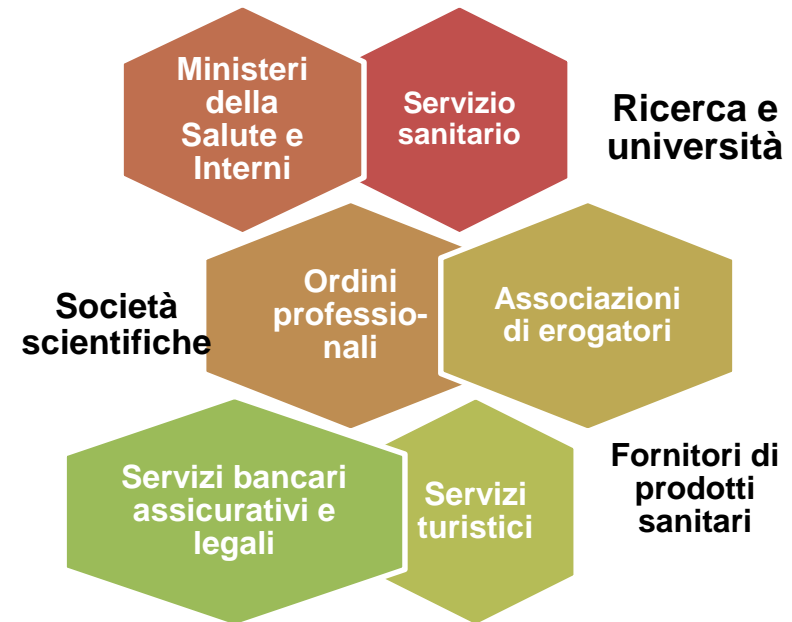 Ministeri
della
Salute e
Interni
Servizio
sanitario
Ricerca e
università
Società
scientifiche
Ordini
professio-
nali
Associazioni
di erogatori
Servizi bancari
assicurativi e
legali
Servizi
turistici
Fornitori di
prodotti
sanitari